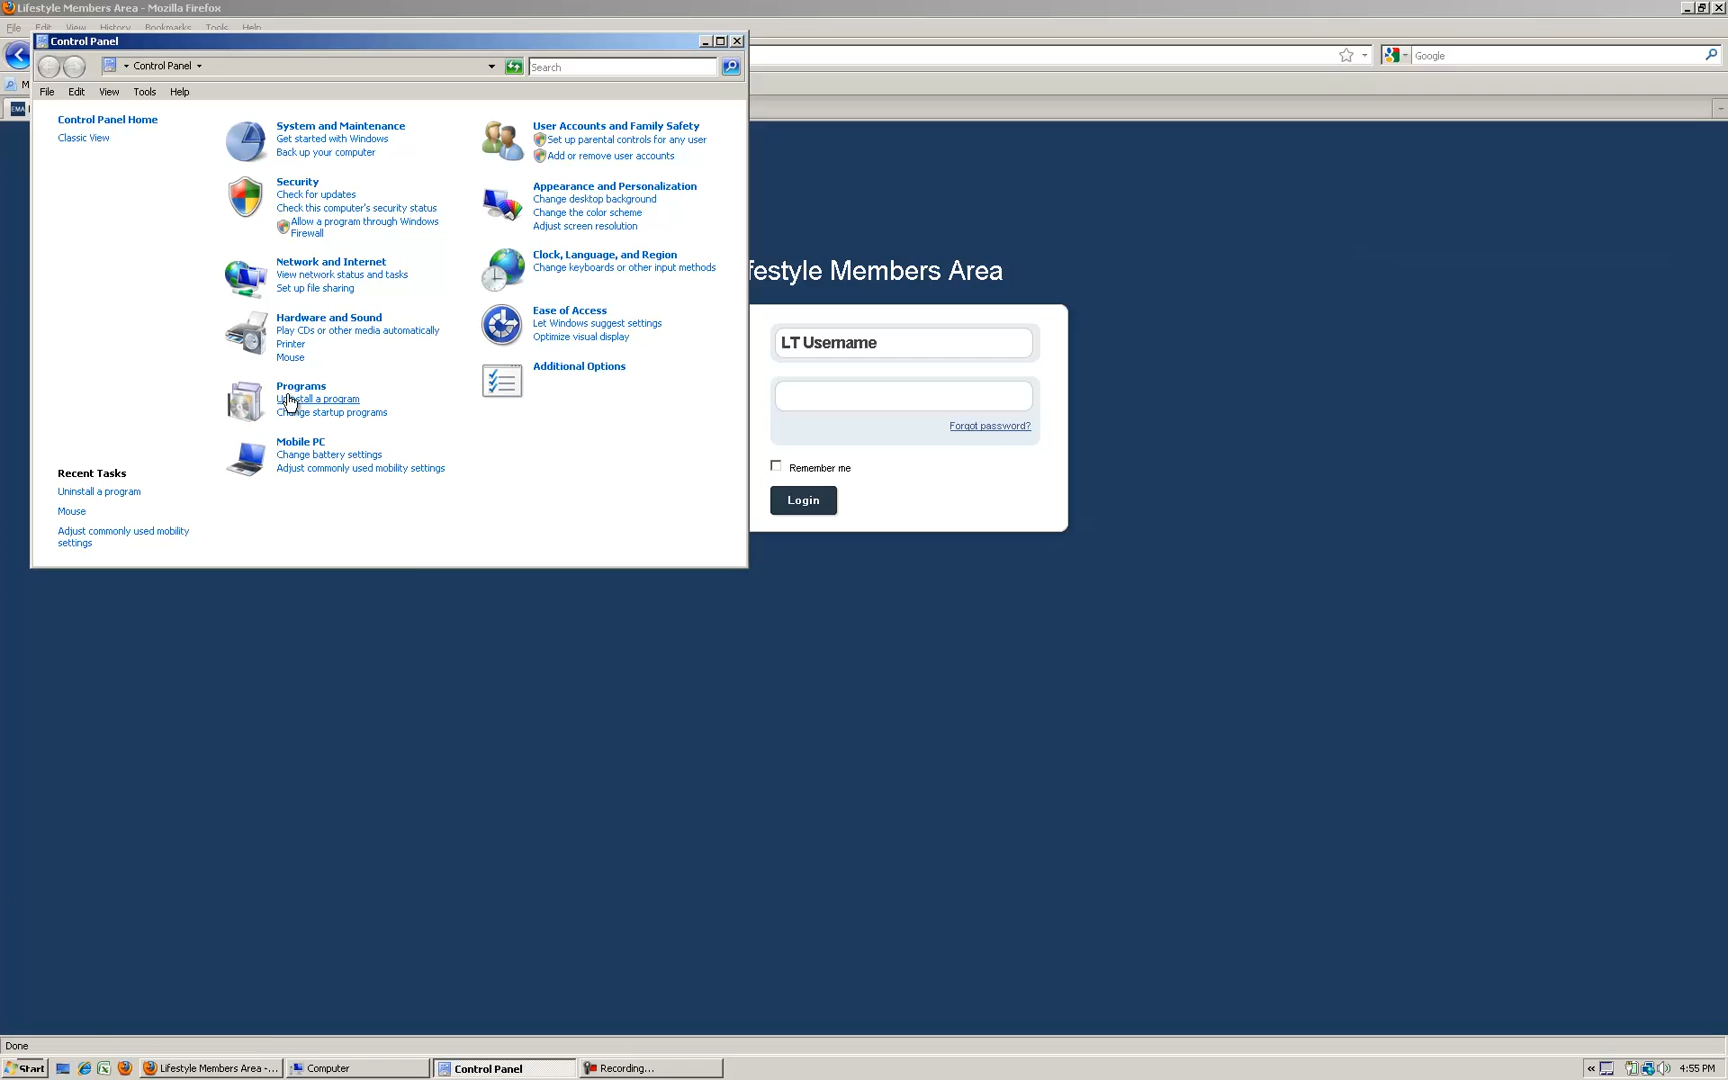 Lifestyle Members Area - Mozilla Firefox
File Edit View History Bookmarks Tools Help
Control Panel
Control Panel
Search
Google
File Edit View Tools Help
M
EMA
Control Panel Home
Classic View
System and Maintenance
Get started with Windows
Back up your computer
Security
Check for updates
Check this computer's security status
Allow a program through Windows
Firewall
Network and Internet
View network status and tasks
Set up file sharing
Hardware and Sound
Play CDs or other media automatically
Printer
Mouse
Programs
Uninstall a program
Change startup programs
Mobile PC
Change battery settings
Adjust commonly used mobility settings
User Accounts and Family Safety
Set up parental controls for any user
Add or remove user accounts
Appearance and Personalization
Change desktop background
Change the color scheme
Adjust screen resolution
Clock, Language, and Region
Change keyboards or other input methods
Ease of Access
Let Windows suggest settings
Optimize visual display
Additional Options
Recent Tasks
Uninstall a program
Mouse
Adjust commonly used mobility
settings
festyle Members Area
LT Username
Forgot password?
Remember me
Login
Done
Start
Lifestyle Members Area -...
Computer
Control Panel
Recording...
«
4:55 PM